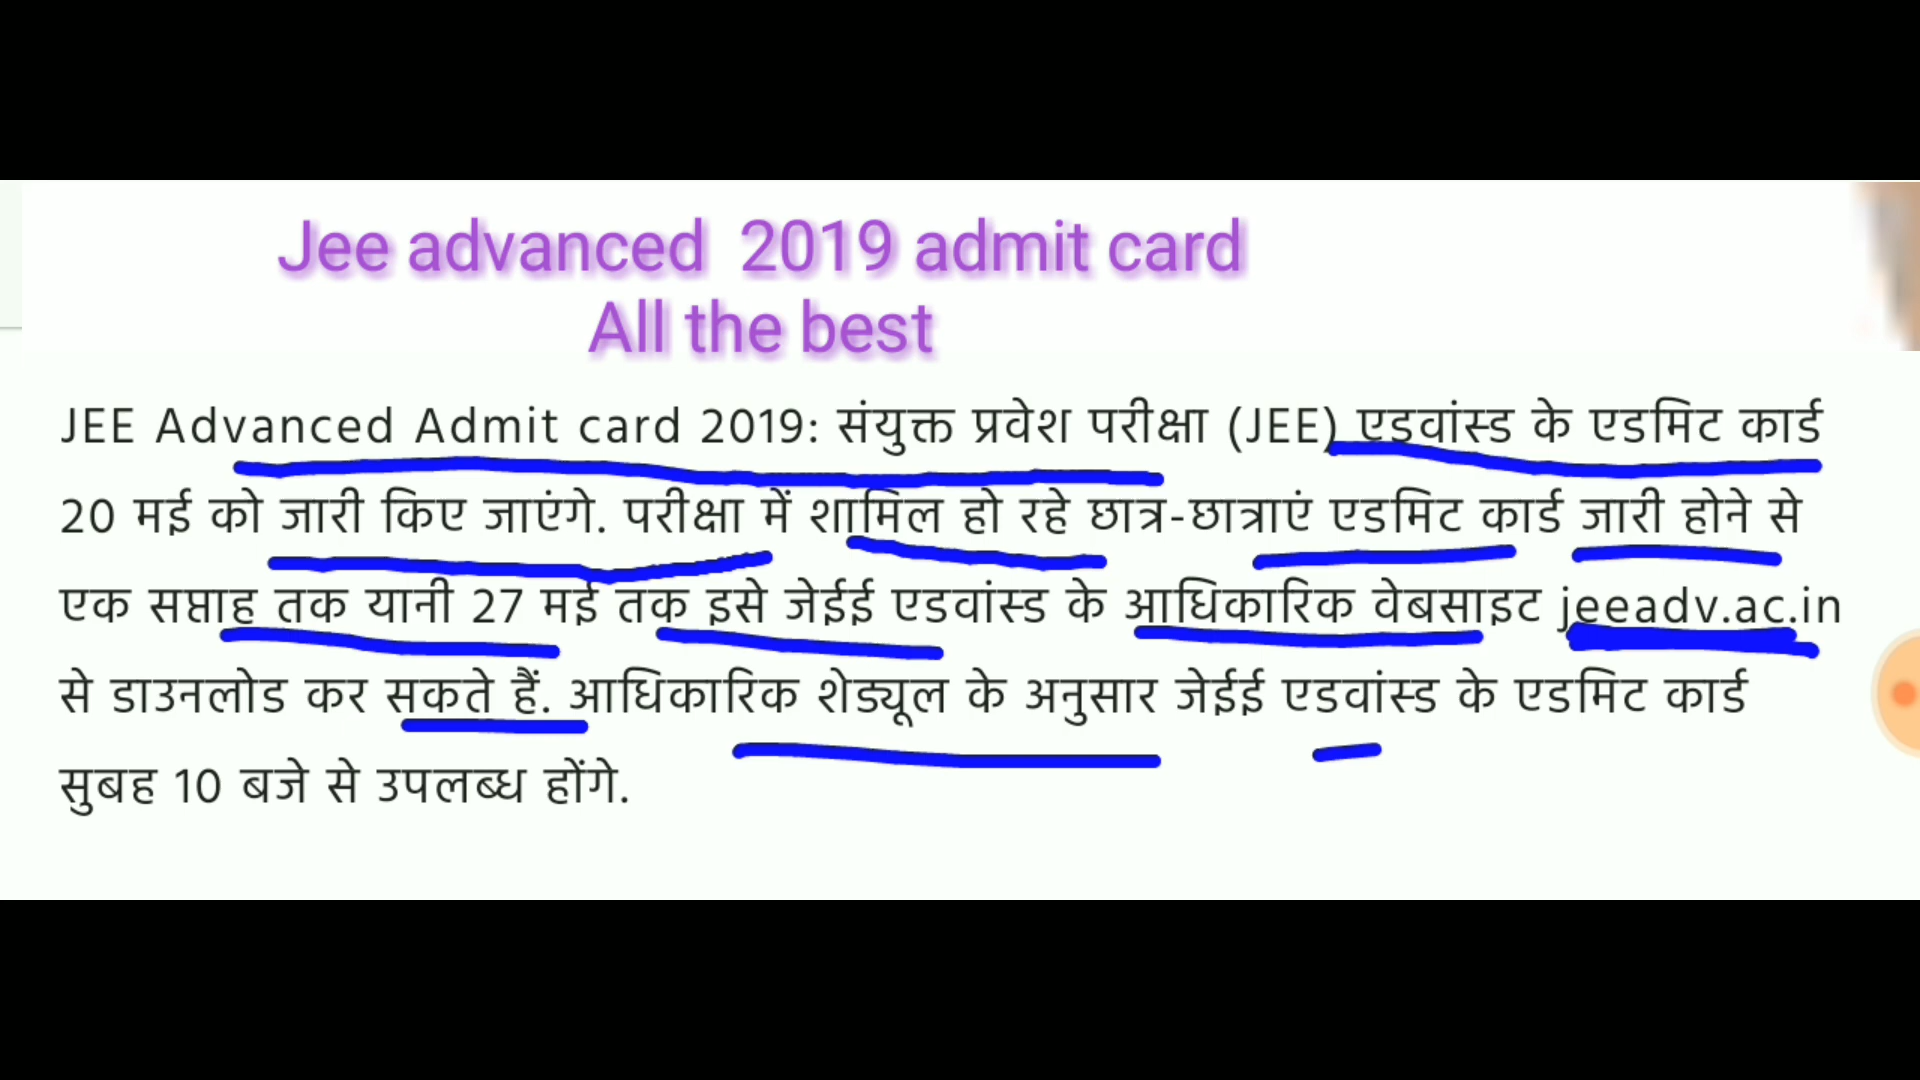 Jee advanced 2019 admit card
All the best
JEE Advanced Admit card 2019: संयुक्त प्रवेश परीक्षा (JEE) एडवांस्ड के एडमिट कार्ड
20 मई को जारी किए जाएंगे. परीक्षा में शामिल हो रहे छात्र-छात्राएं एडमिट कार्ड जारी होने से
एक सप्ताह तक यानी 27 मई तक इसे जेईई एडवांस्ड के आधिकारिक वेबसाइट jeeadv.ac.in
से डाउनलोड कर सकते हैं. आधिकारिक शेड्यूल के अनुसार जेईई एडवांस्ड के एडमिट कार्ड
सुबह 10 बजे से उपलब्ध होंगे.